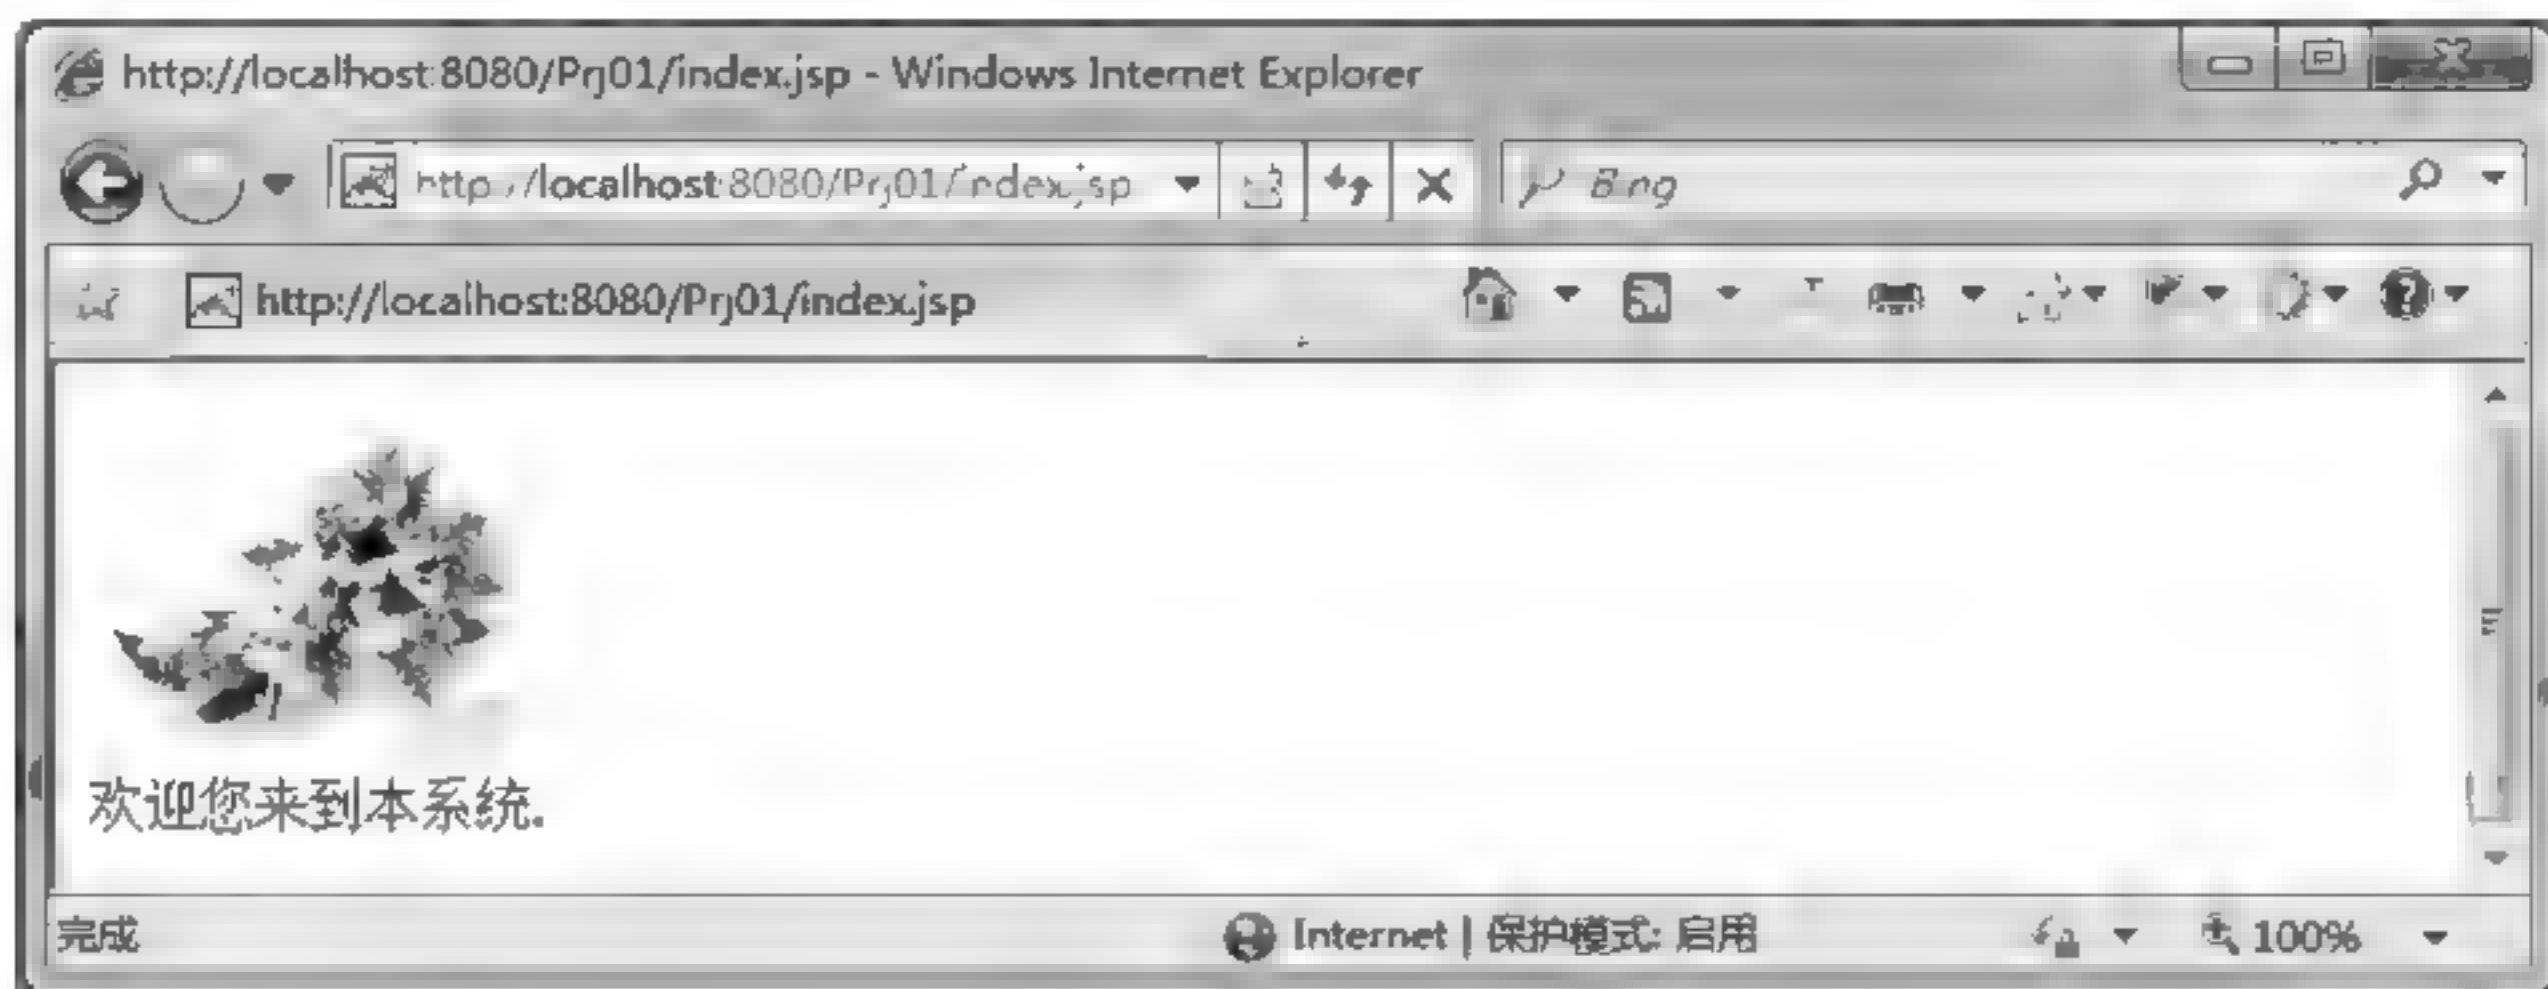 http://localhost:8080/Prj01/index.jsp - Windows Internet Explorer
http://localhost:8080/Prj01/index.jsp
Bing
http://localhost:8080/Prj01/index.jsp
欢迎您来到本系统.
完成
Internet | 保护模式: 启用
100%